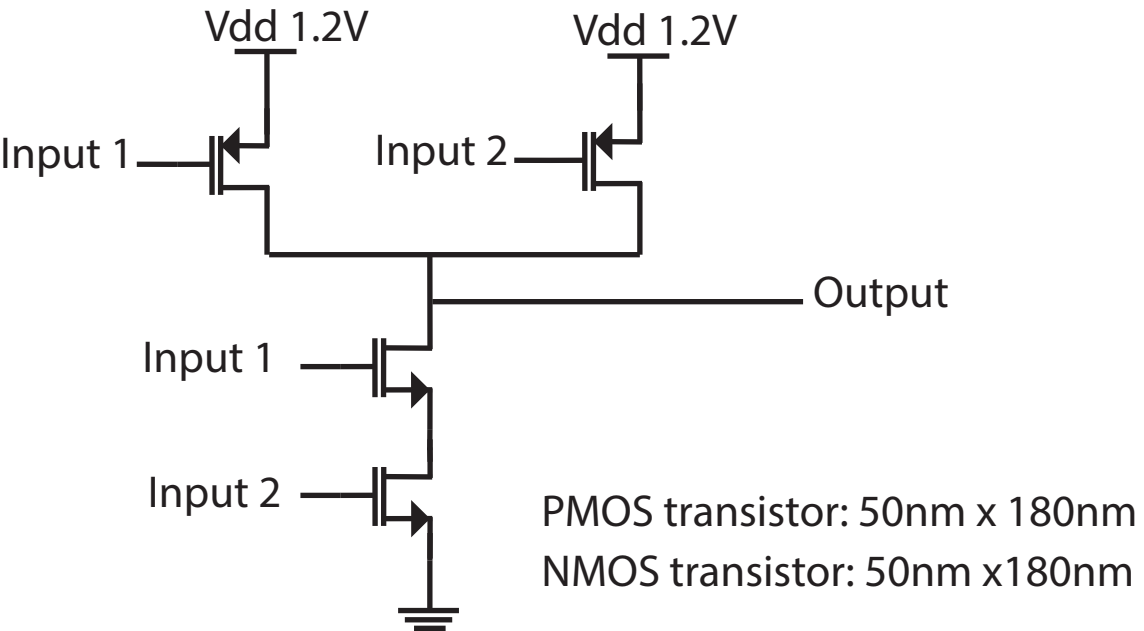 Vdd 1.2V
Vdd 1.2V
Input 1
Input 2
Output
Input 1
Input 2
PMOS transistor: 50nm x 180nm
NMOS transistor: 50nm x180nm